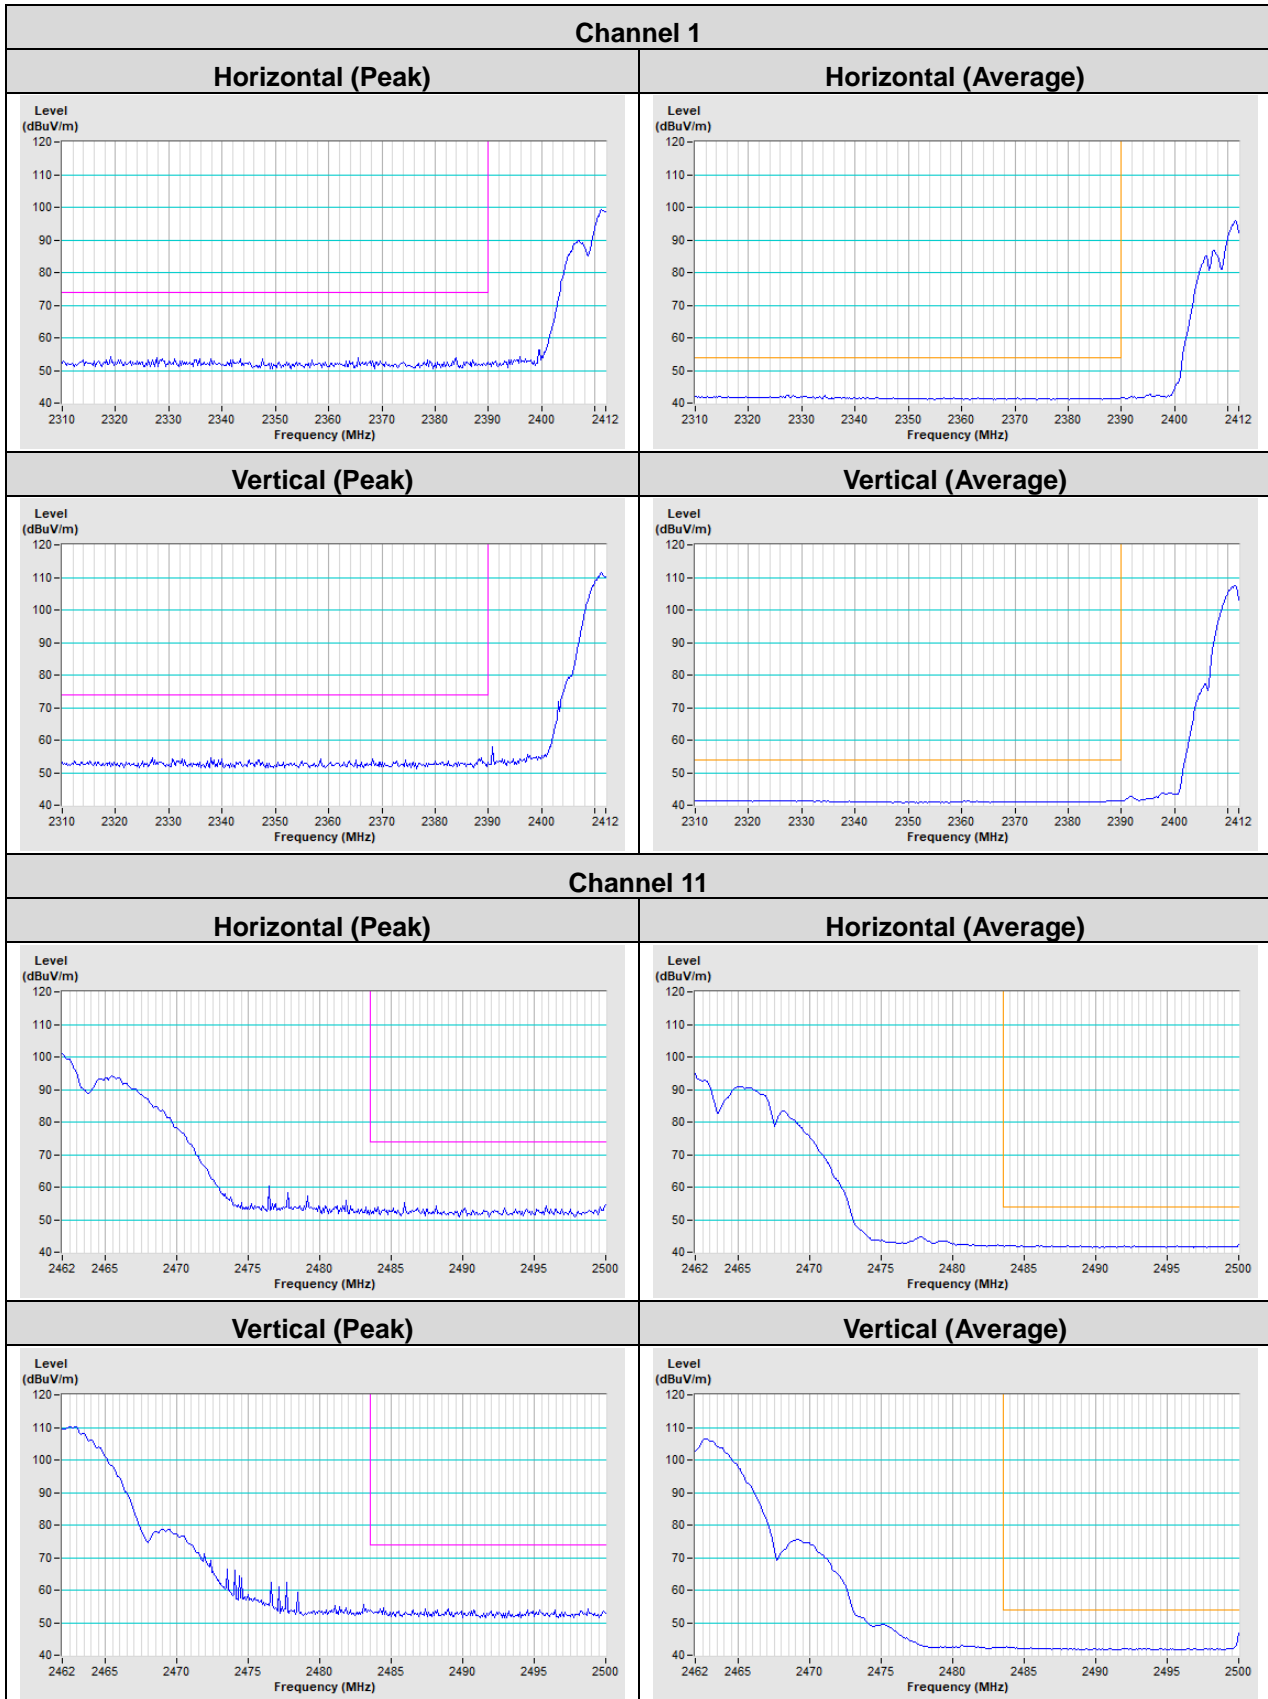 Channel 1
Horizontal (Peak) Horizontal (Average)
Level Level
(dBuV/m) (dBuV/m)
120 120
110 110
100 100
90 90
80 80
70 70
60 60
50 50
40 40
2310 2320 2330 2340 2350 2360 2370 2380 2390 2400 2412 2310 2320 2330 2340 2350 2360 2370 2380 2390 2400 2412
Frequency (MHz) Frequency (MHz)
Vertical (Peak) Vertical (Average)
Level Level
(dBuV/m) (dBuV/m)
120 120
110 110
100 100
90 90
80 80
70 70
60 60
50 50
40 40
2310 2320 2330 2340 2350 2360 2370 2380 2390 2400 2412 2310 2320 2330 2340 2350 2360 2370 2380 2390 2400 2412
Frequency (MHz) Frequency (MHz)
Channel 11
Horizontal (Peak) Horizontal (Average)
Level Level
(dBuV/m) (dBuV/m)
120 120
110 110
100 100
90 90
80 80
70 70
60 60
50 50
40 40
2462 2465 2470 2475 2480 2485 2490 2495 2500 2462 2465 2470 2475 2480 2485 2490 2495 2500
Frequency (MHz) Frequency (MHz)
Vertical (Peak) Vertical (Average)
Level Level
(dBuV/m) (dBuV/m)
120 120
110 110
100 100
90 90
80 80
70 70
60 60
50 50
40 40
2462 2465 2470 2475 2480 2485 2490 2495 2500 2462 2465 2470 2475 2480 2485 2490 2495 2500
Frequency (MHz) Frequency (MHz)